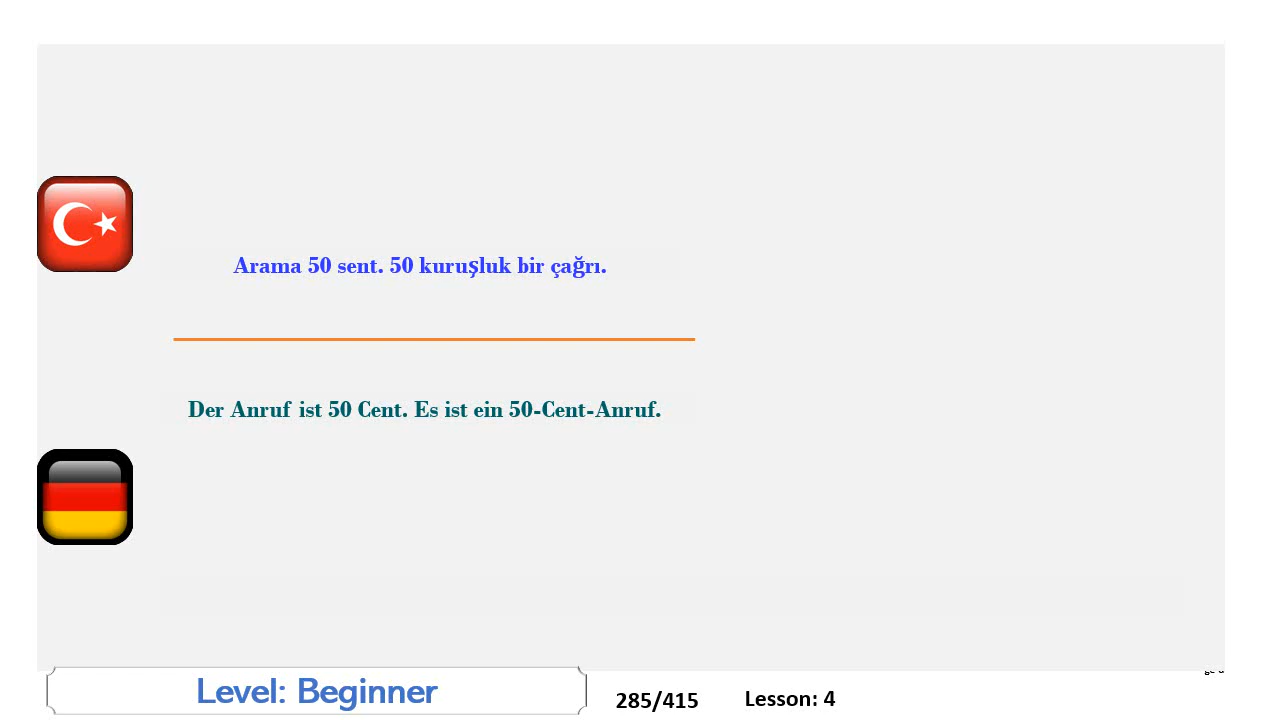 Arama 50 sent. 50 kuruşluk bir çağrı.
Der Anruf ist 50 Cent. Es ist ein 50-Cent-Anruf.
Level: Beginner
285/415
Lesson: 4